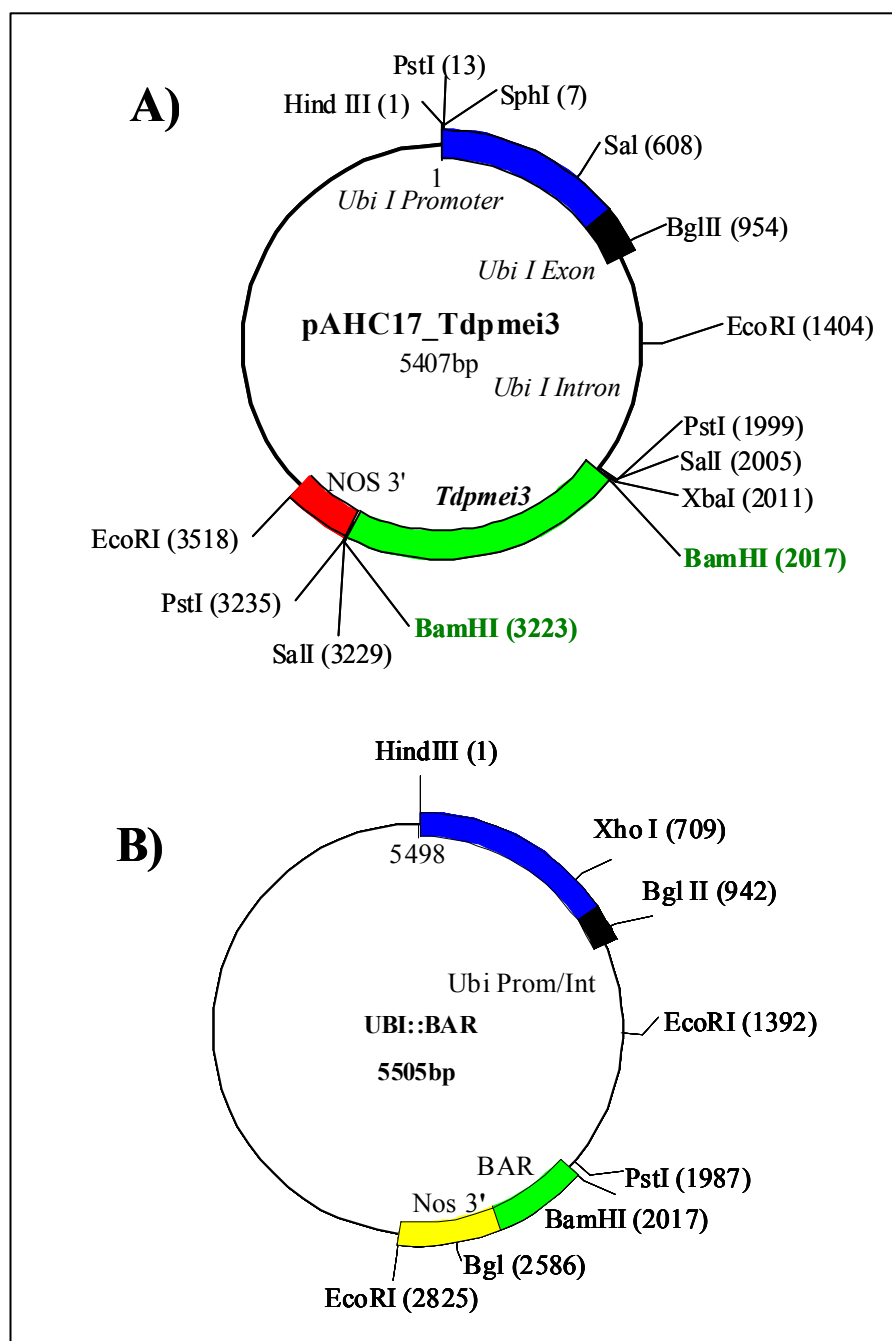 A)
PstI (13)
Hind III (1)
SphI (7)
Sal (608)
1
Ubi I Promoter
BglII (954)
Ubi I Exon
pAHC17_Tdpmei3
5407bp
EcoRI (1404)
Ubi I Intron
PstI (1999)
SalI (2005)
XbaI (2011)
NOS 3'
Tdpmei3
EcoRI (3518)
BamHI (2017)
PstI (3235)
BamHI (3223)
SalI (3229)
HindIII (1)
B)
Xho I (709)
5498
Bgl II (942)
Ubi Prom/Int
UBI::BAR
EcoRI (1392)
5505bp
BAR
PstI (1987)
Nos 3'
BamHI (2017)
Bgl (2586)
EcoRI (2825)